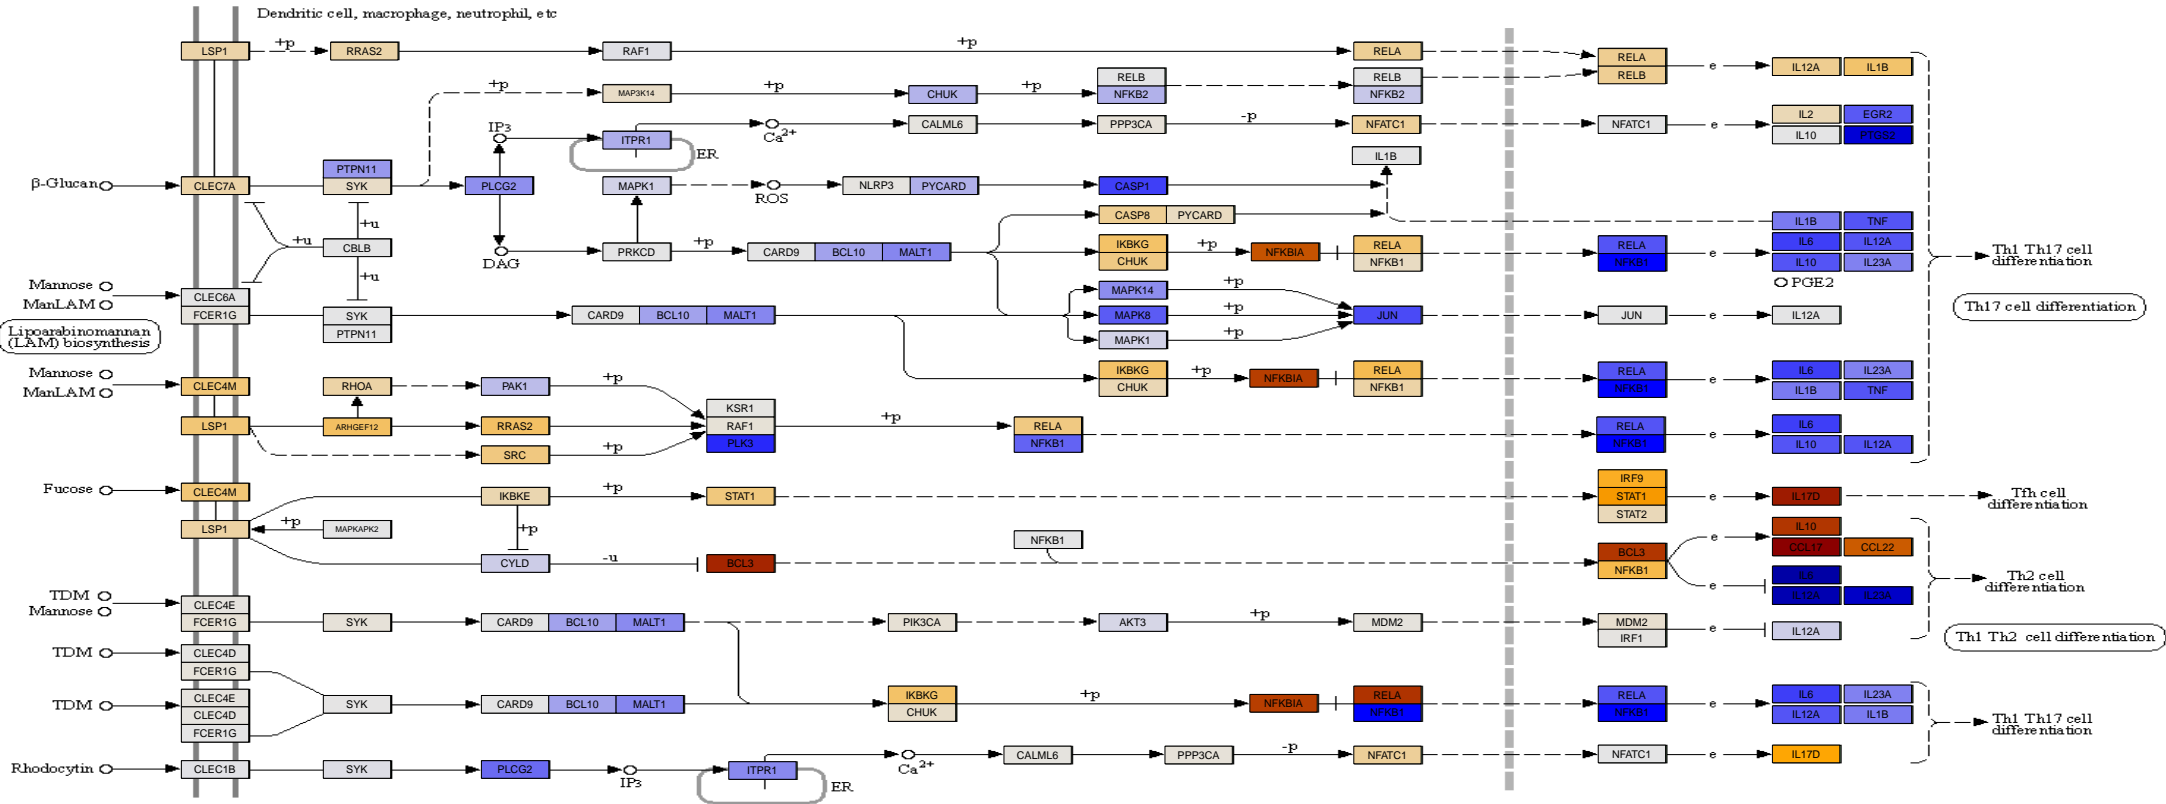 Dendritic cell, macrophage, neutrophil, etc
LSP1 +p RRAS2 RAF1 +p RELA RELA IL12A IL1B
RELB RELB RELB e
MAP3K14 +p +p CHUK +p NFKB2 NFKB2
IP3 Ca2+ CALML6 PPP3CA -p NFATC1 NFATC1 e IL2 EGR2
ITPR1 ER IL10 PTGS2
IL1B
PTPN11
β-Glucan CLEC7A SYK PLCG2 MAPK1 ROS NLRP3 PYCARD CASP1
CASP8 PYCARD IL1B TNF
+u +u CBLB DAG PRKCD +p CARD9 BCL10 MALT1 IKBKG +p NFKBIA RELA RELA e IL6 IL12A
CHUK NFKB1 NFKB1 IL10 IL23A
Th1 Th17 cell
differentiation
+u
PGE2
Mannose
ManLAM
CLEC6A MAPK14 +p
FCER1G SYK CARD9 BCL10 MALT1 MAPK8 +p JUN JUN e IL12A
PTPN11 MAPK1 +p
Th17 cell differentiation
Lipoarabinomannan
(LAM) biosynthesis
Mannose
ManLAM
CLEC4M RHOA PAK1 +p IKBKG +p NFKBIA RELA RELA e IL6 IL23A
CHUK NFKB1 NFKB1 IL1B TNF
KSR1
LSP1 ARHGEF12 RRAS2 RAF1 +p RELA RELA e IL6
SRC +p PLK3 NFKB1 NFKB1 IL10 IL12A
IRF9
Fucose CLEC4M IKBKE +p STAT1 STAT1 e IL17D Tfh cell
differentiation
STAT2
LSP1 +p MAPKAPK2 +p NFKB1 e IL10
CCL17 CCL22
CYLD -u BCL3 BCL3
NFKB1 e IL6
IL12A IL23A
Th2 cell
differentiation
TDM
Mannose
CLEC4E
FCER1G SYK CARD9 BCL10 MALT1 PIK3CA AKT3 +p MDM2 MDM2 e IL12A
IRF1
Th1 Th2 cell differentiation
TDM CLEC4D
FCER1G
TDM CLEC4E SYK CARD9 BCL10 MALT1 IKBKG +p NFKBIA RELA RELA e IL6 IL23A
CLEC4D CHUK NFKB1 NFKB1 IL12A IL1B
FCER1G
Th1 Th17 cell
differentiation
Rhodocytin CLEC1B SYK PLCG2 IP3 ITPR1 ER Ca2+ CALML6 PPP3CA -p NFATC1 NFATC1 e IL17D